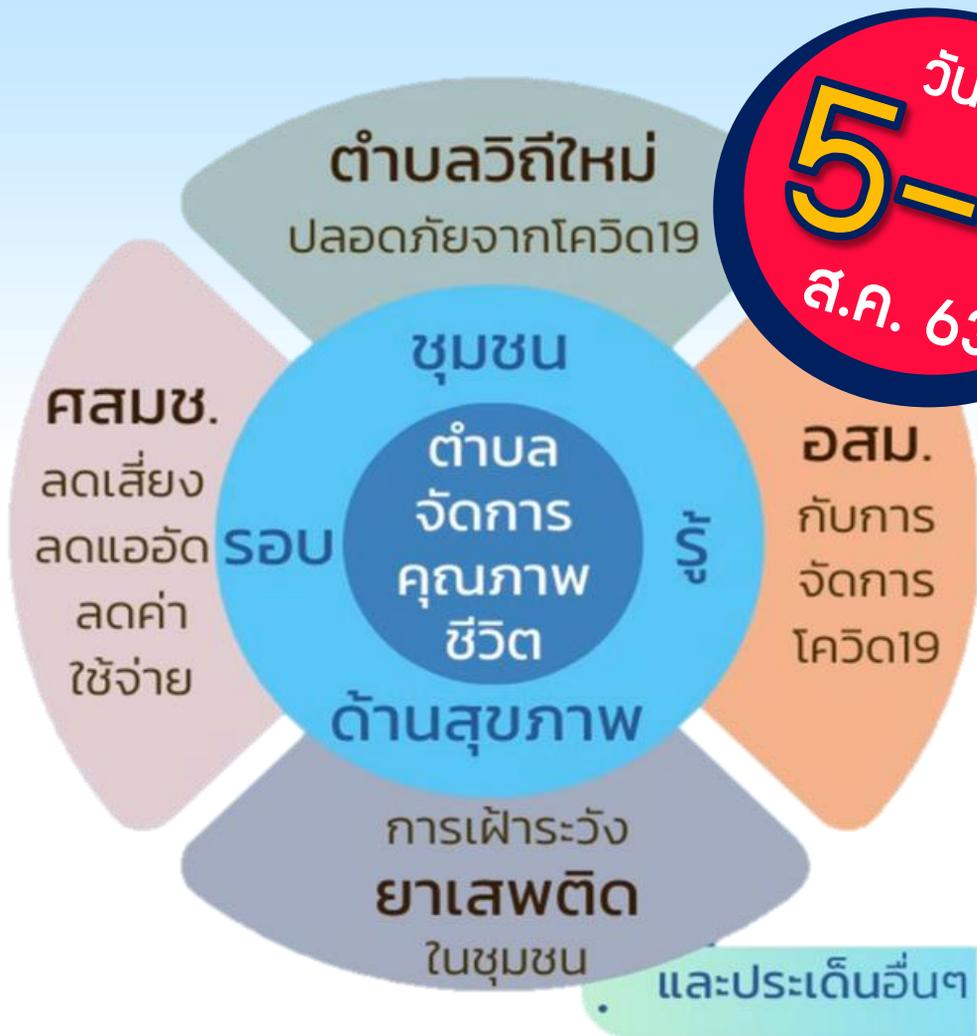 วัน
5–
ส.ค. 63
ตำบลวิถีใหม่
ปลอดภัยจากโควิด19
ศสมช.
ลดเสี่ยง
ลดแออัด
ลดค่า
ใช้จ่าย
ชุมชน
รอบ
รู้
ด้านสุขภาพ
ตำบล
จัดการ
คุณภาพ
ชีวิต
อสม.
กับการ
จัดการ
โควิด19
การเฝ้าระวัง
ยาเสพติด
ในชุมชน
และประเด็นอื่นๆ